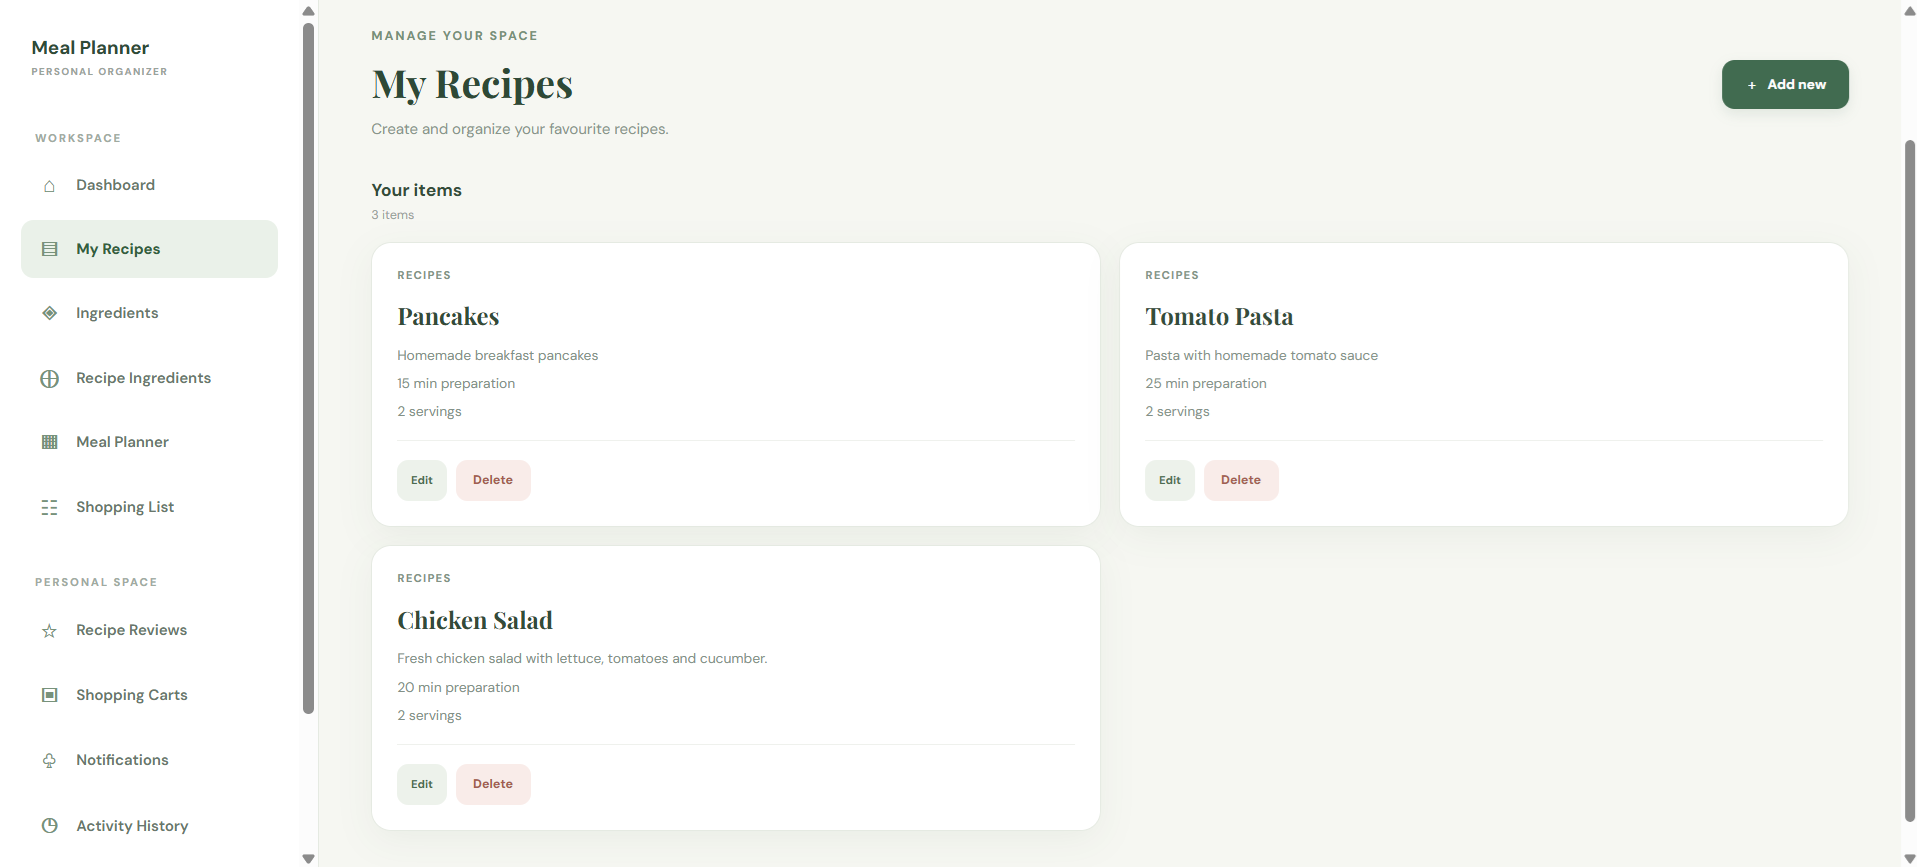 Meal Planner
PERSONAL ORGANIZER
WORKSPACE
Dashboard
My Recipes
Ingredients
Recipe Ingredients
Meal Planner
Shopping List
PERSONAL SPACE
Recipe Reviews
Shopping Carts
Notifications
Activity History
MANAGE YOUR SPACE
My Recipes
Create and organize your favourite recipes.
+ Add new
Your items
3 items
RECIPES
Pancakes
Homemade breakfast pancakes
15 min preparation
2 servings
Edit Delete
RECIPES
Tomato Pasta
Pasta with homemade tomato sauce
25 min preparation
2 servings
Edit Delete
RECIPES
Chicken Salad
Fresh chicken salad with lettuce, tomatoes and cucumber.
20 min preparation
2 servings
Edit Delete